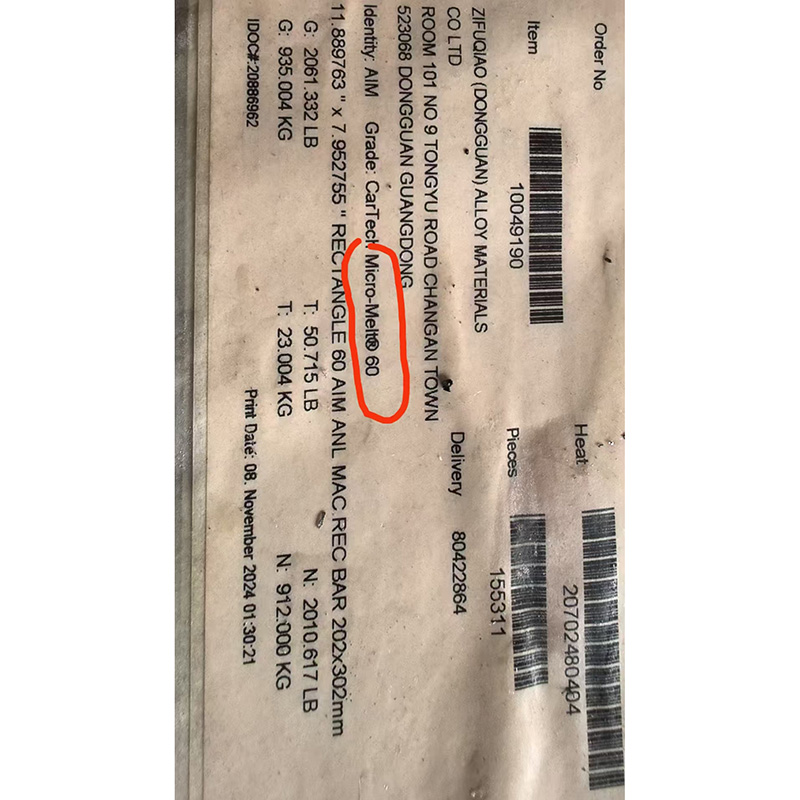 Order No
Heat
20702480404
Item
10049190
Pieces
155311
ZIFUQIAO (DONGGUAN) ALLOY MATERIALS
CO LTD
Delivery 80422864
ROOM 101 NO 9 TONGYU ROAD CHANGAN TOWN
523068 DONGGUAN GUANGDONG
Identity: AIM Grade: CarTech Micro-Melt® 60
11.889763 " x 7.952755 " RECTANGLE 60 AIM ANL MAC.REC BAR 202x302mm
G: 2061.332 LB T: 50.715 LB N: 2010.617 LB
G: 935.004 KG T: 23.004 KG N: 912.000 KG
IDOC#:20886962 Print Date: 08. November 2024 01:30:21